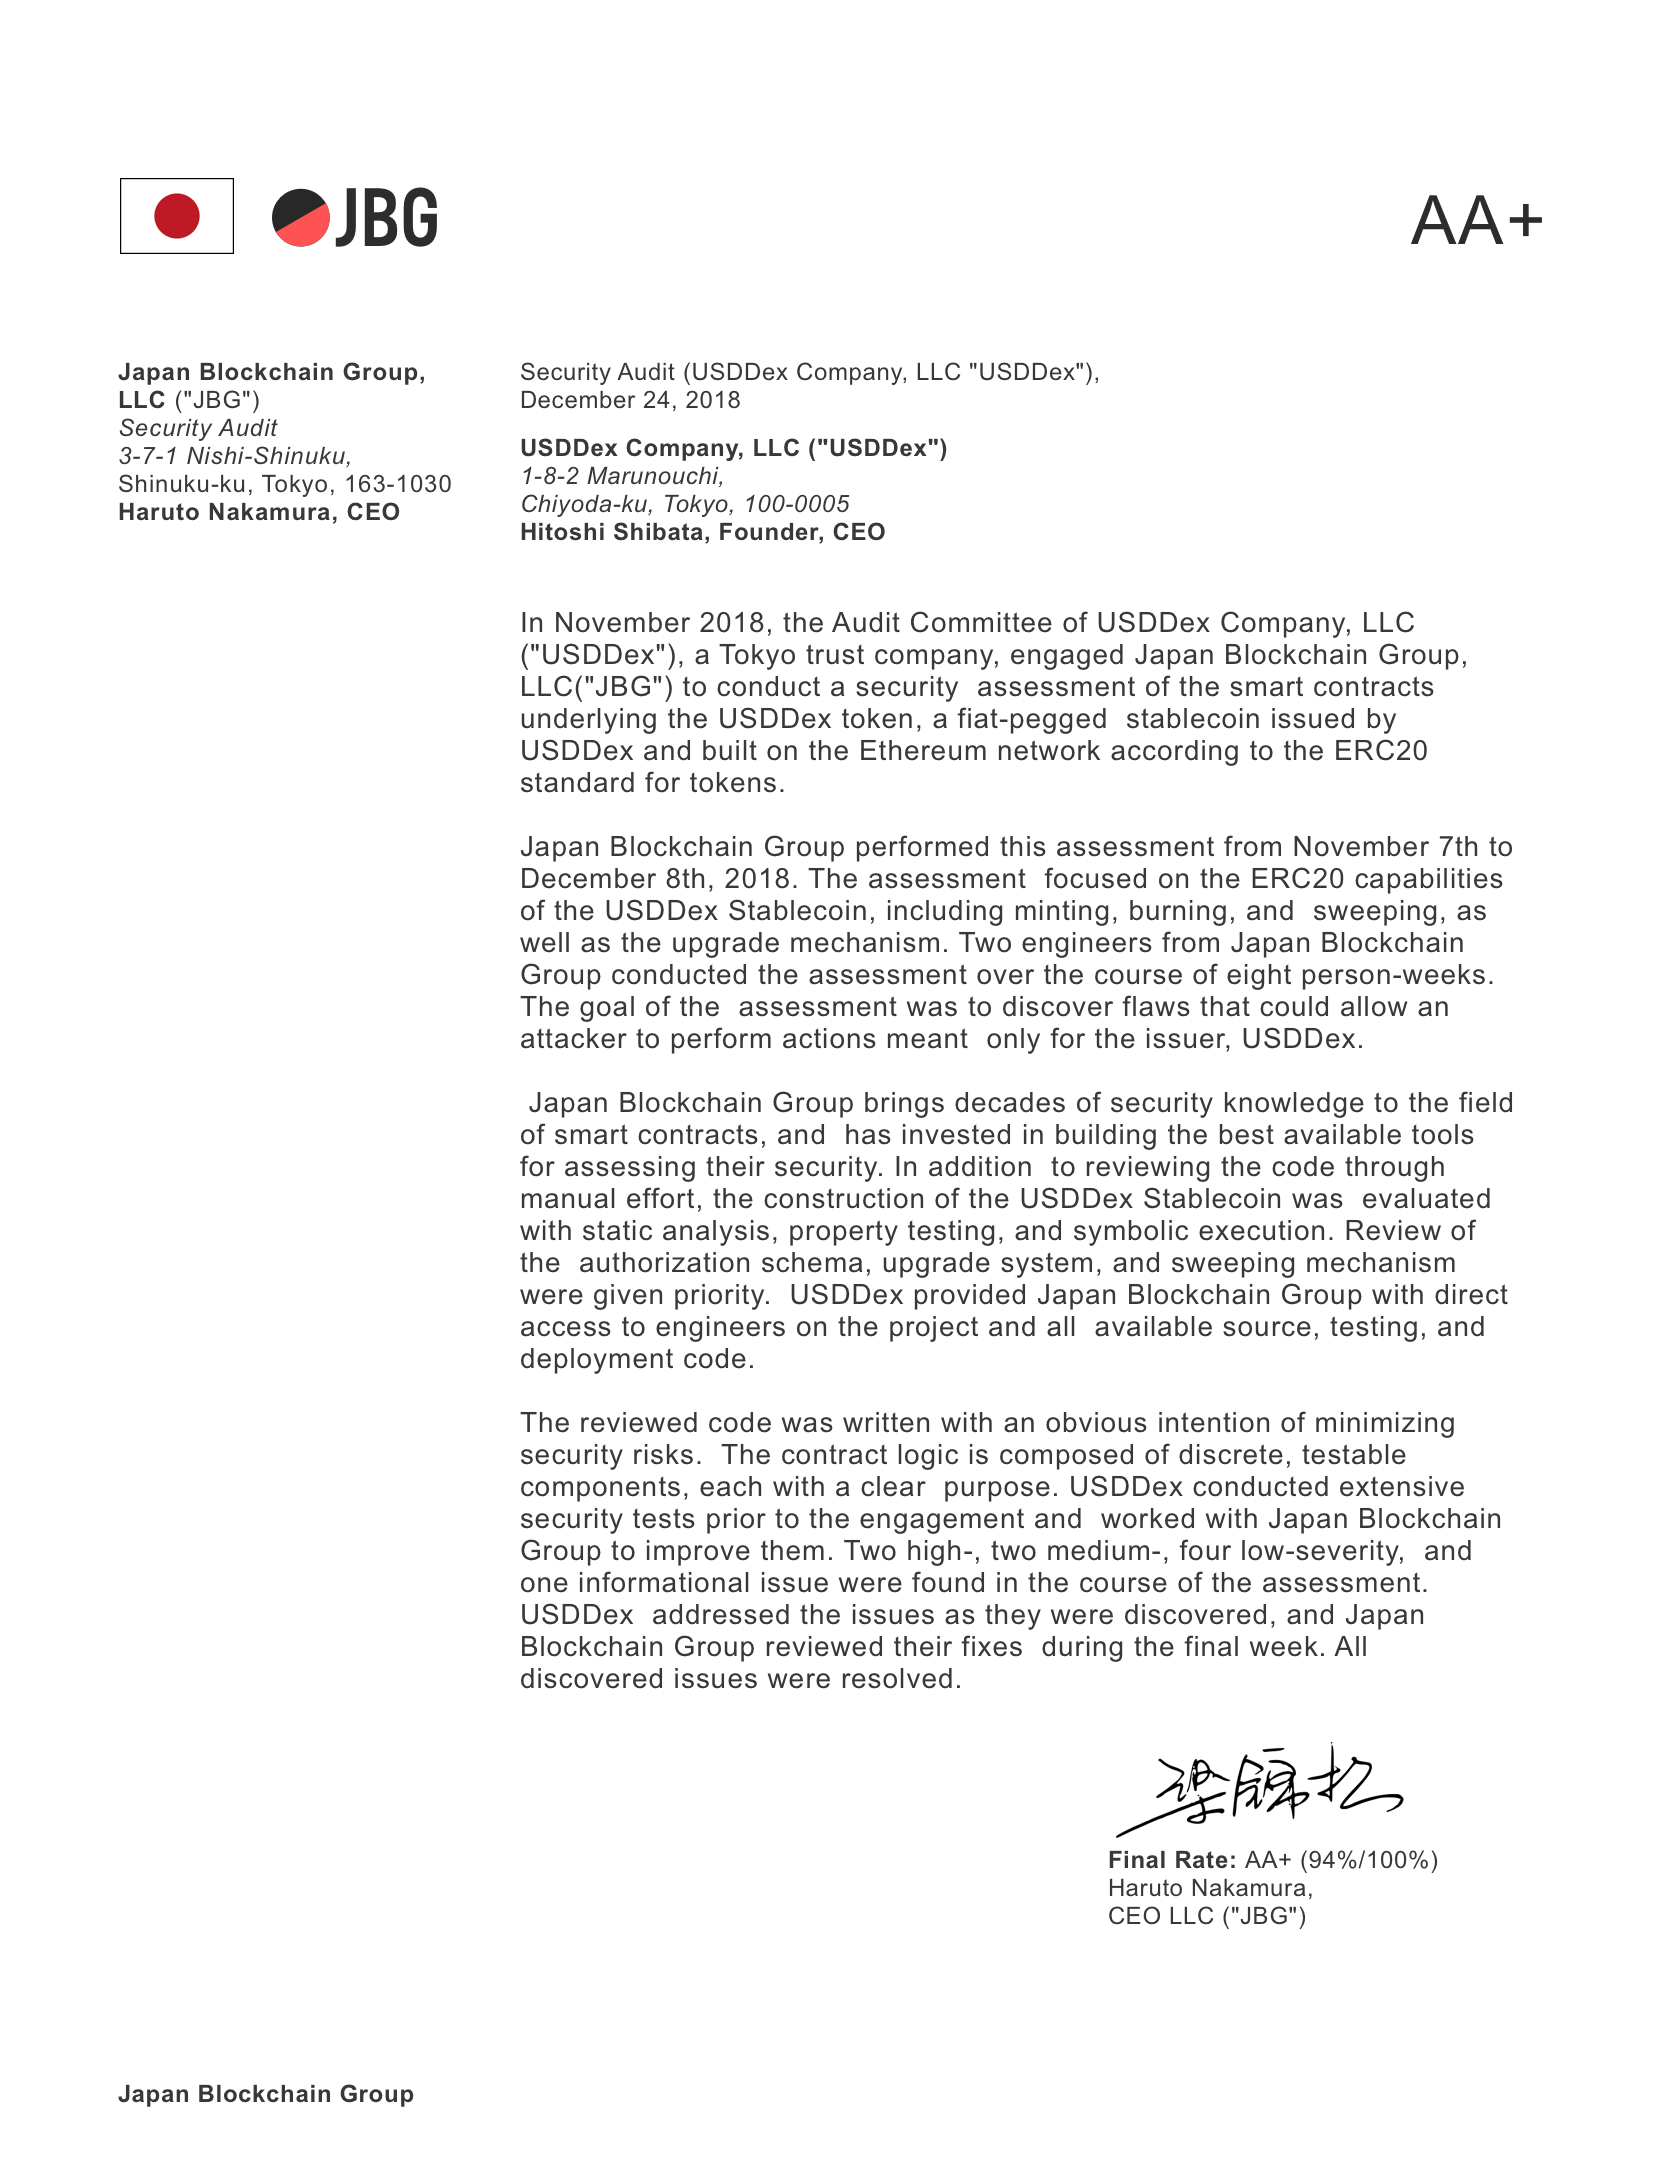 JBG
AA+
Japan Blockchain Group,
LLC ("JBG")
Security Audit
3-7-1 Nishi-Shinuku,
Shinuku-ku, Tokyo, 163-1030
Haruto Nakamura, CEO
Security Audit (USDDex Company, LLC "USDDex"),
December 24, 2018
USDDex Company, LLC ("USDDex")
1-8-2 Marunouchi,
Chiyoda-ku, Tokyo, 100-0005
Hitoshi Shibata, Founder, CEO
In November 2018, the Audit Committee of USDDex Company, LLC
("USDDex"), a Tokyo trust company, engaged Japan Blockchain Group,
LLC("JBG") to conduct a security  assessment of the smart contracts
underlying the USDDex token, a fiat-pegged  stablecoin issued by
USDDex and built on the Ethereum network according to the ERC20
standard for tokens.
Japan Blockchain Group performed this assessment from November 7th to
December 8th, 2018. The assessment  focused on the ERC20 capabilities
of the USDDex Stablecoin, including minting, burning, and  sweeping, as
well as the upgrade mechanism. Two engineers from Japan Blockchain
Group conducted the assessment over the course of eight person-weeks.
The goal of the  assessment was to discover flaws that could allow an
attacker to perform actions meant  only for the issuer, USDDex.
Japan Blockchain Group brings decades of security knowledge to the field
of smart contracts, and  has invested in building the best available tools
for assessing their security. In addition  to reviewing the code through
manual effort, the construction of the USDDex Stablecoin was  evaluated
with static analysis, property testing, and symbolic execution. Review of
the  authorization schema, upgrade system, and sweeping mechanism
were given priority.  USDDex provided Japan Blockchain Group with direct
access to engineers on the project and all  available source, testing, and
deployment code.
The reviewed code was written with an obvious intention of minimizing
security risks.  The contract logic is composed of discrete, testable
components, each with a clear  purpose. USDDex conducted extensive
security tests prior to the engagement and  worked with Japan Blockchain
Group to improve them. Two high-, two medium-, four low-severity,  and
one informational issue were found in the course of the assessment.
USDDex  addressed the issues as they were discovered, and Japan
Blockchain Group reviewed their fixes  during the final week. All
discovered issues were resolved.
Final Rate: AA+ (94%/100%)
Haruto Nakamura,
CEO LLC ("JBG")
Japan Blockchain Group